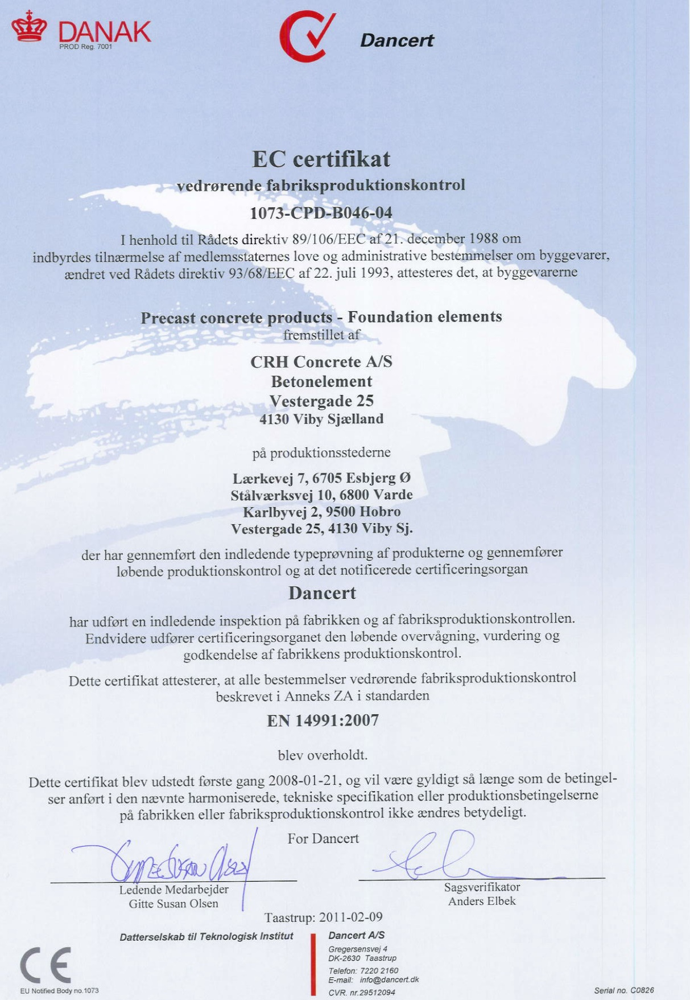 DANAK
PROD Reg. 7001
Dancert
EC certifikat
vedrørende fabriksproduktionskontrol
1073-CPD-B046-04
I henhold til Rådets direktiv 89/106/EEC af 21. december 1988 om
indbyrdes tilnærmelse af medlemsstaternes love og administrative bestemmelser om byggevarer,
ændret ved Rådets direktiv 93/68/EEC af 22. juli 1993, attesteres det, at byggevarerne
Precast concrete products - Foundation elements
fremstillet af
CRH Concrete A/S
Betonelement
Vestergade 25
4130 Viby Sjælland
på produktionsstederne
Lærkevej 7, 6705 Esbjerg Ø
Stålværksvej 10, 6800 Varde
Karlbyvej 2, 9500 Hobro
Vestergade 25, 4130 Viby Sj.
der har gennemført den indledende typeprøvning af produkterne og gennemfører
løbende produktionskontrol og at det notificerede certificeringsorgan
Dancert
har udført en indledende inspektion på fabrikken og af fabriksproduktionskontrollen.
Endvidere udfører certificeringsorganet den løbende overvågning, vurdering og
godkendelse af fabrikkens produktionskontrol.
Dette certifikat attesterer, at alle bestemmelser vedrørende fabriksproduktionskontrol
beskrevet i Anneks ZA i standarden
EN 14991:2007
blev overholdt.
Dette certifikat blev udstedt første gang 2008-01-21, og vil være gyldigt så længe som de betingel-
ser anført i den nævnte harmoniserede, tekniske specifikation eller produktionsbetingelserne
på fabrikken eller fabriksproduktionskontrol ikke ændres betydeligt.
For Dancert
Ledende Medarbejder
Gitte Susan Olsen
Sagsverifikator
Anders Elbek
Taastrup: 2011-02-09
Datterselskab til Teknologisk Institut
Dancert A/S
Gregersensvej 4
DK-2630 Taastrup
Telefon: 7220 2160
E-mail: info@dancert.dk
CVR. nr.29512094
CE
EU Notified Body no.1073
Serial no. C0826